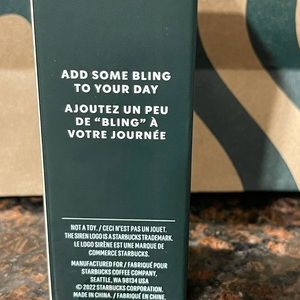 ADD SOME BLING
TO YOUR DAY
AJOUTEZ UN PEU
DE “BLING” À
VOTRE JOURNÉE
NOT A TOY. / CECI N'EST PAS UN JOUET.
THE SIREN LOGO IS A STARBUCKS TRADEMARK.
LE LOGO SIRÈNE EST UNE MARQUE DE
COMMERCE STARBUCKS.
MANUFACTURED FOR / FABRIQUÉ POUR
STARBUCKS COFFEE COMPANY,
SEATTLE, WA 98134 USA
© 2022 STARBUCKS CORPORATION.
MADE IN CHINA. / FABRIQUÉ EN CHINE.